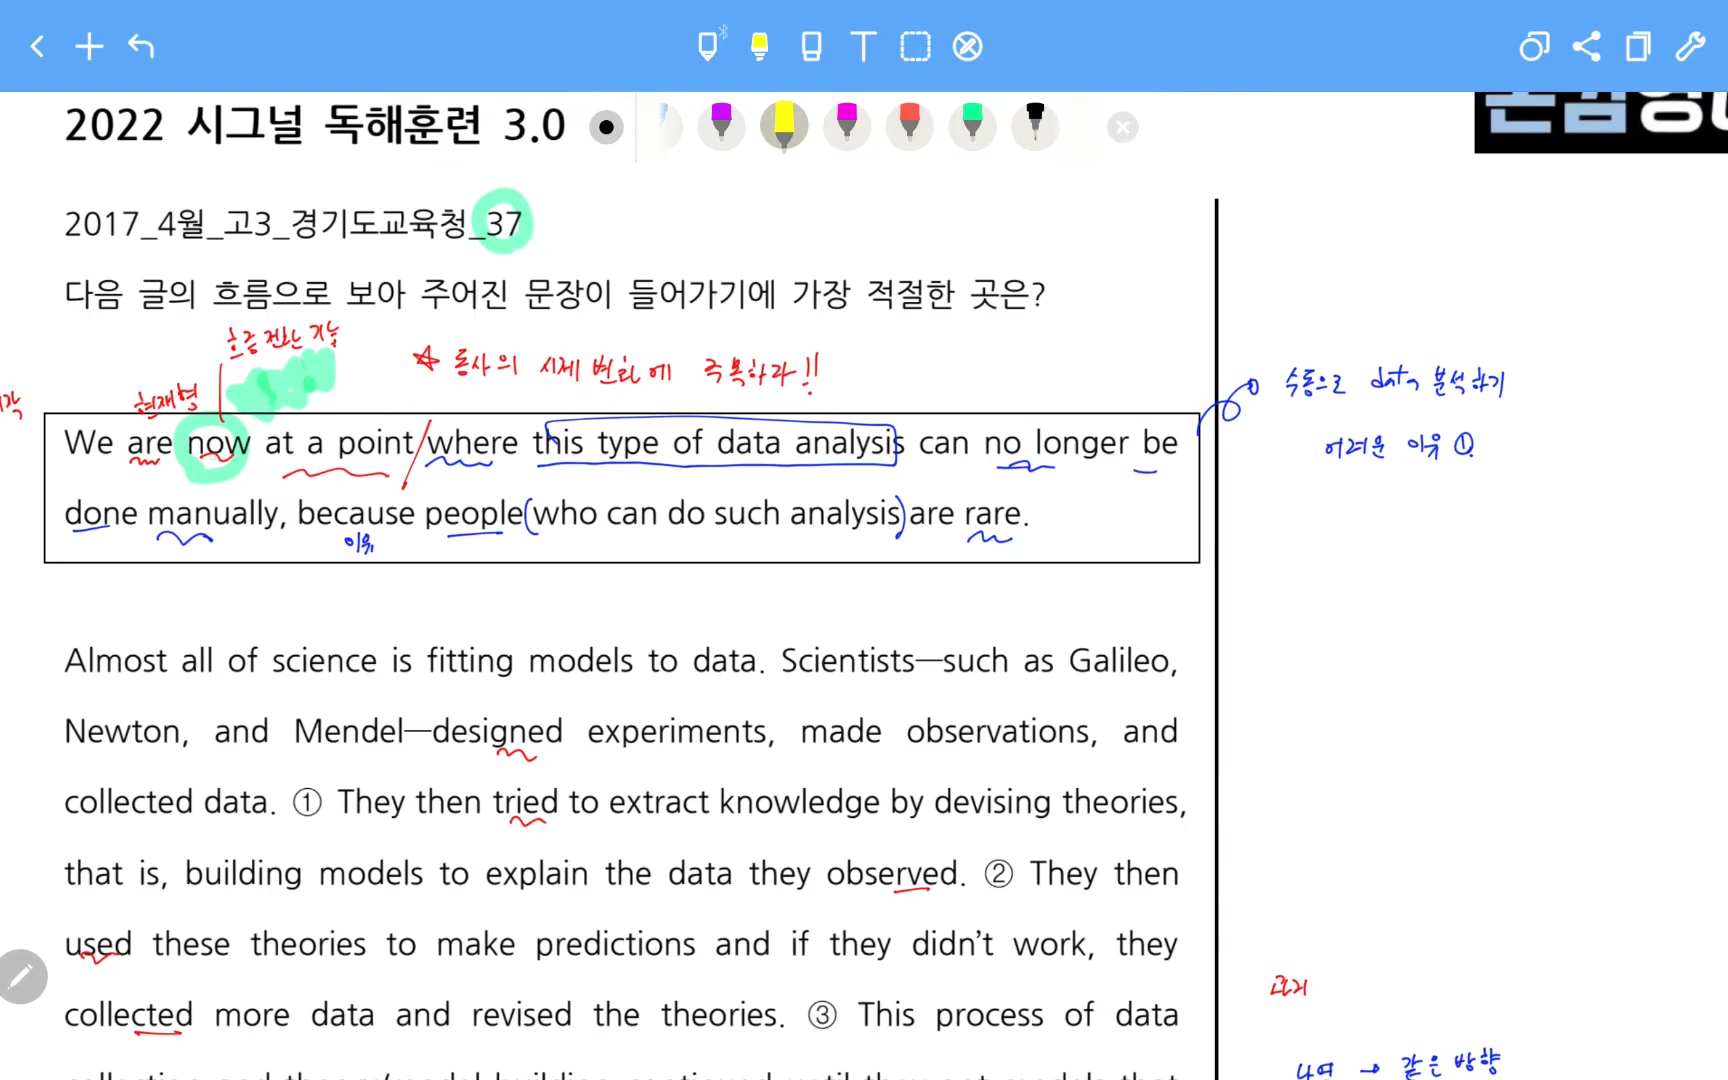 2022 시그널 독해훈련 3.0
2017_4월_고3_경기도교육청_37
다음 글의 흐름으로 보아 주어진 문장이 들어가기에 가장 적절한 곳은?
흐름 전환 가능
☆ 동사의 시제 변화에 주목하라!!
현재형
We are now at a point/where this type of data analysis can no longer be
done manually, because people(who can do such analysis)are rare.
이유
수동으로 data 분석하기
어려운 이유 ①
Almost all of science is fitting models to data. Scientists—such as Galileo,
Newton, and Mendel—designed experiments, made observations, and
collected data. ① They then tried to extract knowledge by devising theories,
that is, building models to explain the data they observed. ② They then
used these theories to make predictions and if they didn't work, they
collected more data and revised the theories. ③ This process of data
과거
나열 → 같은 방향